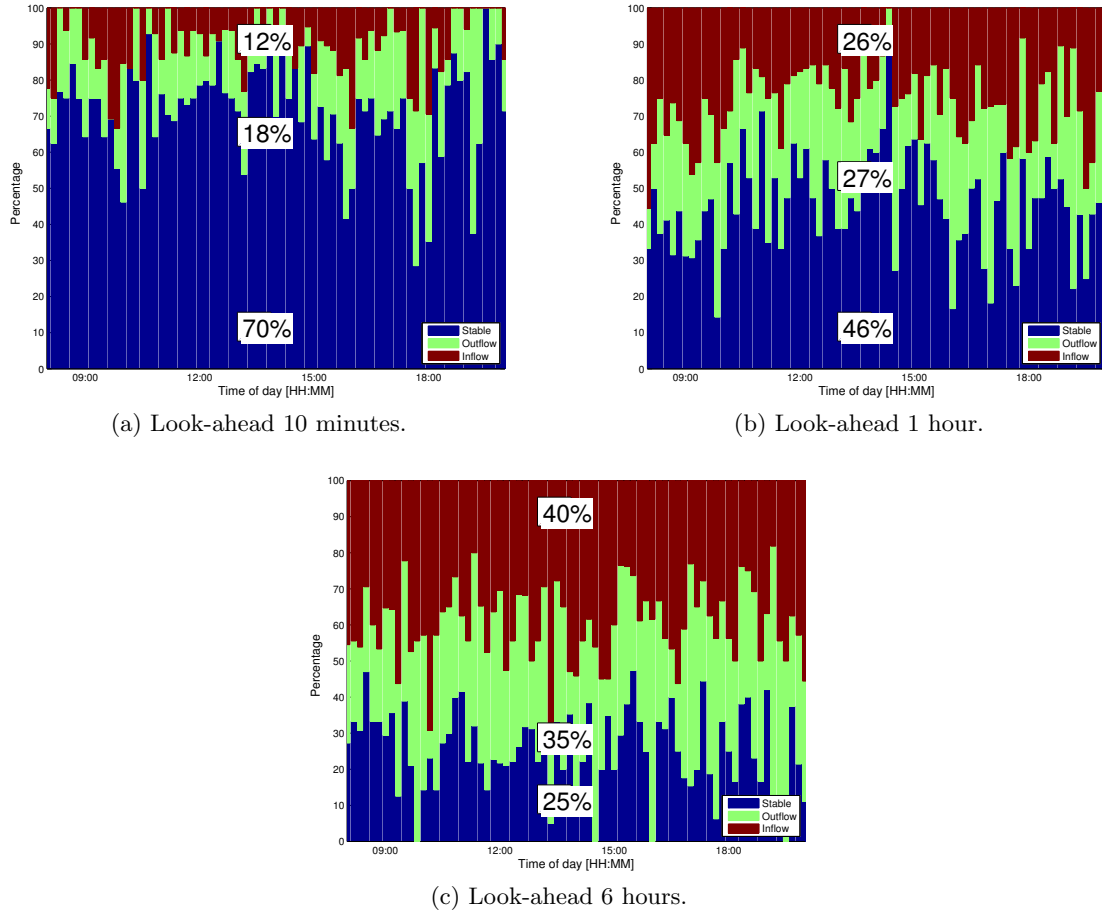 100
90
80
70
60
50
40
30
20
10
0
Percentage
12%
18%
70%
Stable
Outflow
Inflow
09:00 12:00 15:00 18:00
Time of day [HH:MM]
(a) Look-ahead 10 minutes.
100
90
80
70
60
50
40
30
20
10
0
Percentage
26%
27%
46%
Stable
Outflow
Inflow
09:00 12:00 15:00 18:00
Time of day [HH:MM]
(b) Look-ahead 1 hour.
100
90
80
70
60
50
40
30
20
10
0
Percentage
40%
35%
25%
Stable
Outflow
Inflow
09:00 12:00 15:00 18:00
Time of day [HH:MM]
(c) Look-ahead 6 hours.